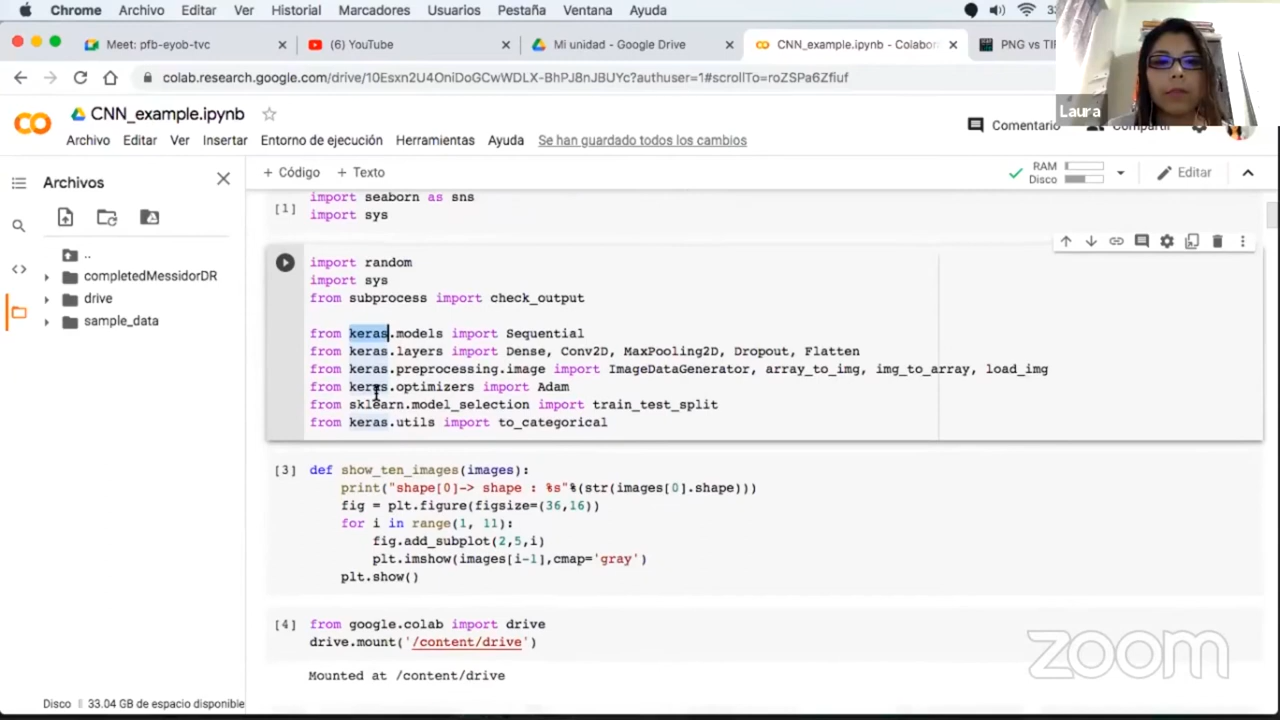 Chrome Archivo Editar Ver Historial Marcadores Usuarios Pestaña Ventana Ayuda
Meet: pfb-eyob-tvc
(6) YouTube
Mi unidad - Google Drive
CNN_example.ipynb - Colabor
PNG vs TIF
colab.research.google.com/drive/10Esxn2U4OniDoGCwWDLX-BhPJ8nJBUYc?authuser=1#scrollTo=roZSPa6Zfiuf
Laura
CNN_example.ipynb
Comentario Compartir
Archivo Editar Ver Insertar Entorno de ejecución Herramientas Ayuda Se han guardado todos los cambios
Archivos
+ Código + Texto
RAM
Disco
Editar
..
completedMessidorDR
drive
sample_data
import seaborn as sns
[1]
import sys
import random
import sys
from subprocess import check_output
from keras.models import Sequential
from keras.layers import Dense, Conv2D, MaxPooling2D, Dropout, Flatten
from keras.preprocessing.image import ImageDataGenerator, array_to_img, img_to_array, load_img
from keras.optimizers import Adam
from sklearn.model_selection import train_test_split
from keras.utils import to_categorical
[3] def show_ten_images(images):
print("shape[0]-> shape : %s"%(str(images[0].shape)))
fig = plt.figure(figsize=(36,16))
for i in range(1, 11):
fig.add_subplot(2,5,i)
plt.imshow(images[i-1],cmap='gray')
plt.show()
[4] from google.colab import drive
drive.mount('/content/drive')
Mounted at /content/drive
zoom
Disco 33.04 GB de espacio disponible